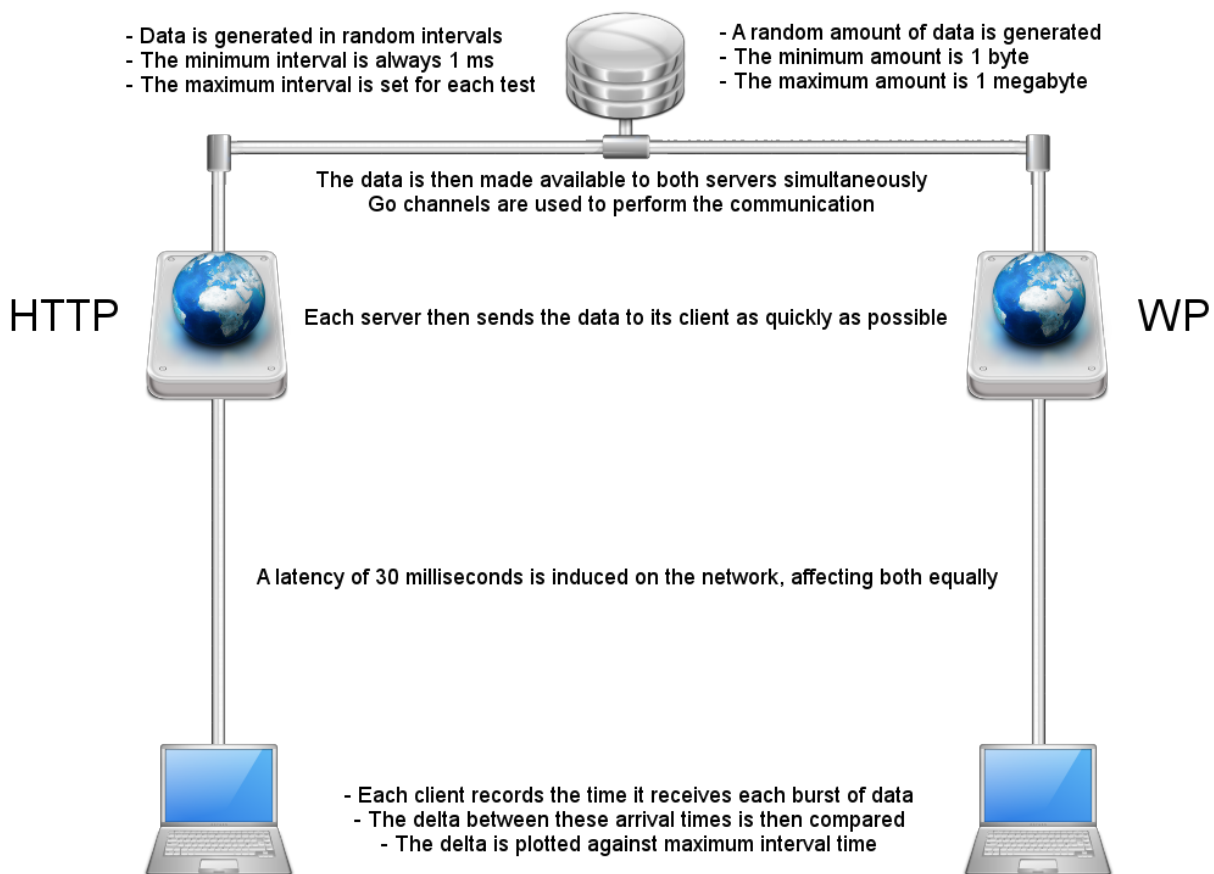 - Data is generated in random intervals
- The minimum interval is always 1 ms
- The maximum interval is set for each test
- A random amount of data is generated
- The minimum amount is 1 byte
- The maximum amount is 1 megabyte
The data is then made available to both servers simultaneously
Go channels are used to perform the communication
HTTP
Each server then sends the data to its client as quickly as possible
WP
A latency of 30 milliseconds is induced on the network, affecting both equally
- Each client records the time it receives each burst of data
- The delta between these arrival times is then compared
- The delta is plotted against maximum interval time